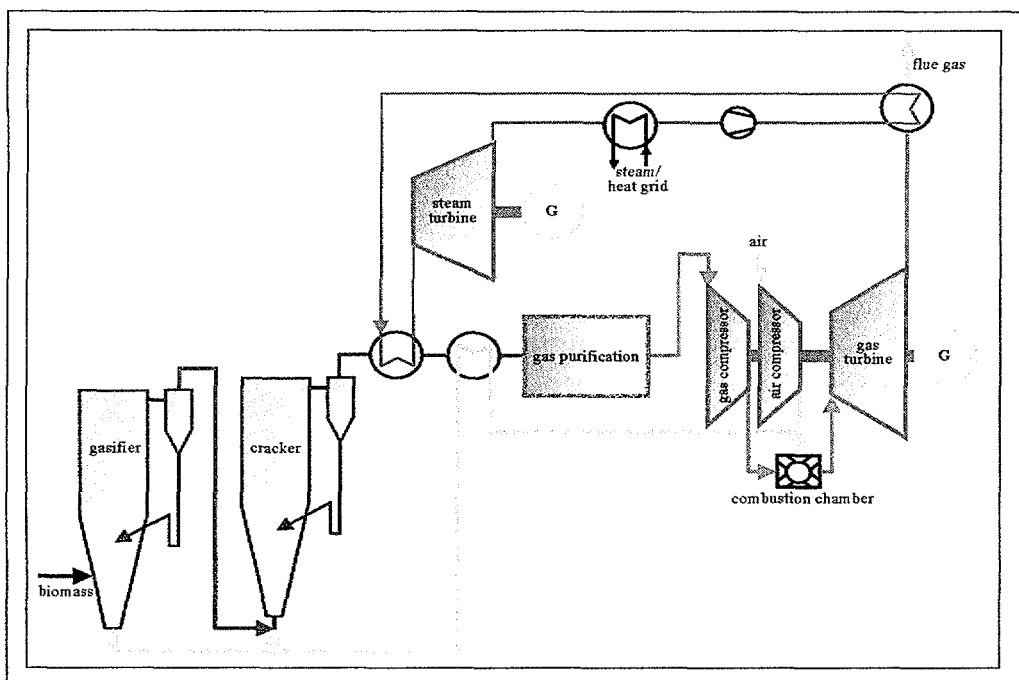 flue gas
steam/
heat grid
steam
turbine
G
air
gas compressor
air compressor
gas
turbine
G
gas purification
gasifier
cracker
combustion chamber
biomass